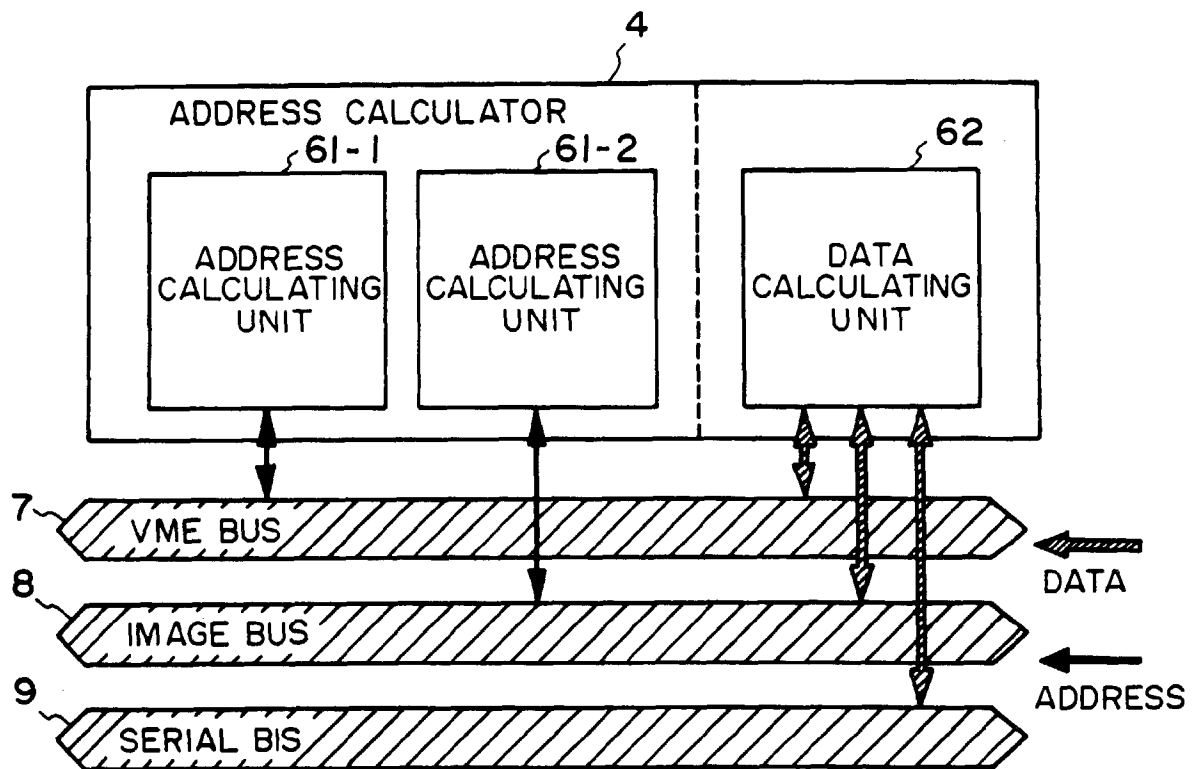 4
ADDRESS CALCULATOR
61-1
61-2
62
ADDRESS
CALCULATING
UNIT
ADDRESS
CALCULATING
UNIT
DATA
CALCULATING
UNIT
7
VME BUS
DATA
8
IMAGE BUS
ADDRESS
9
SERIAL BIS